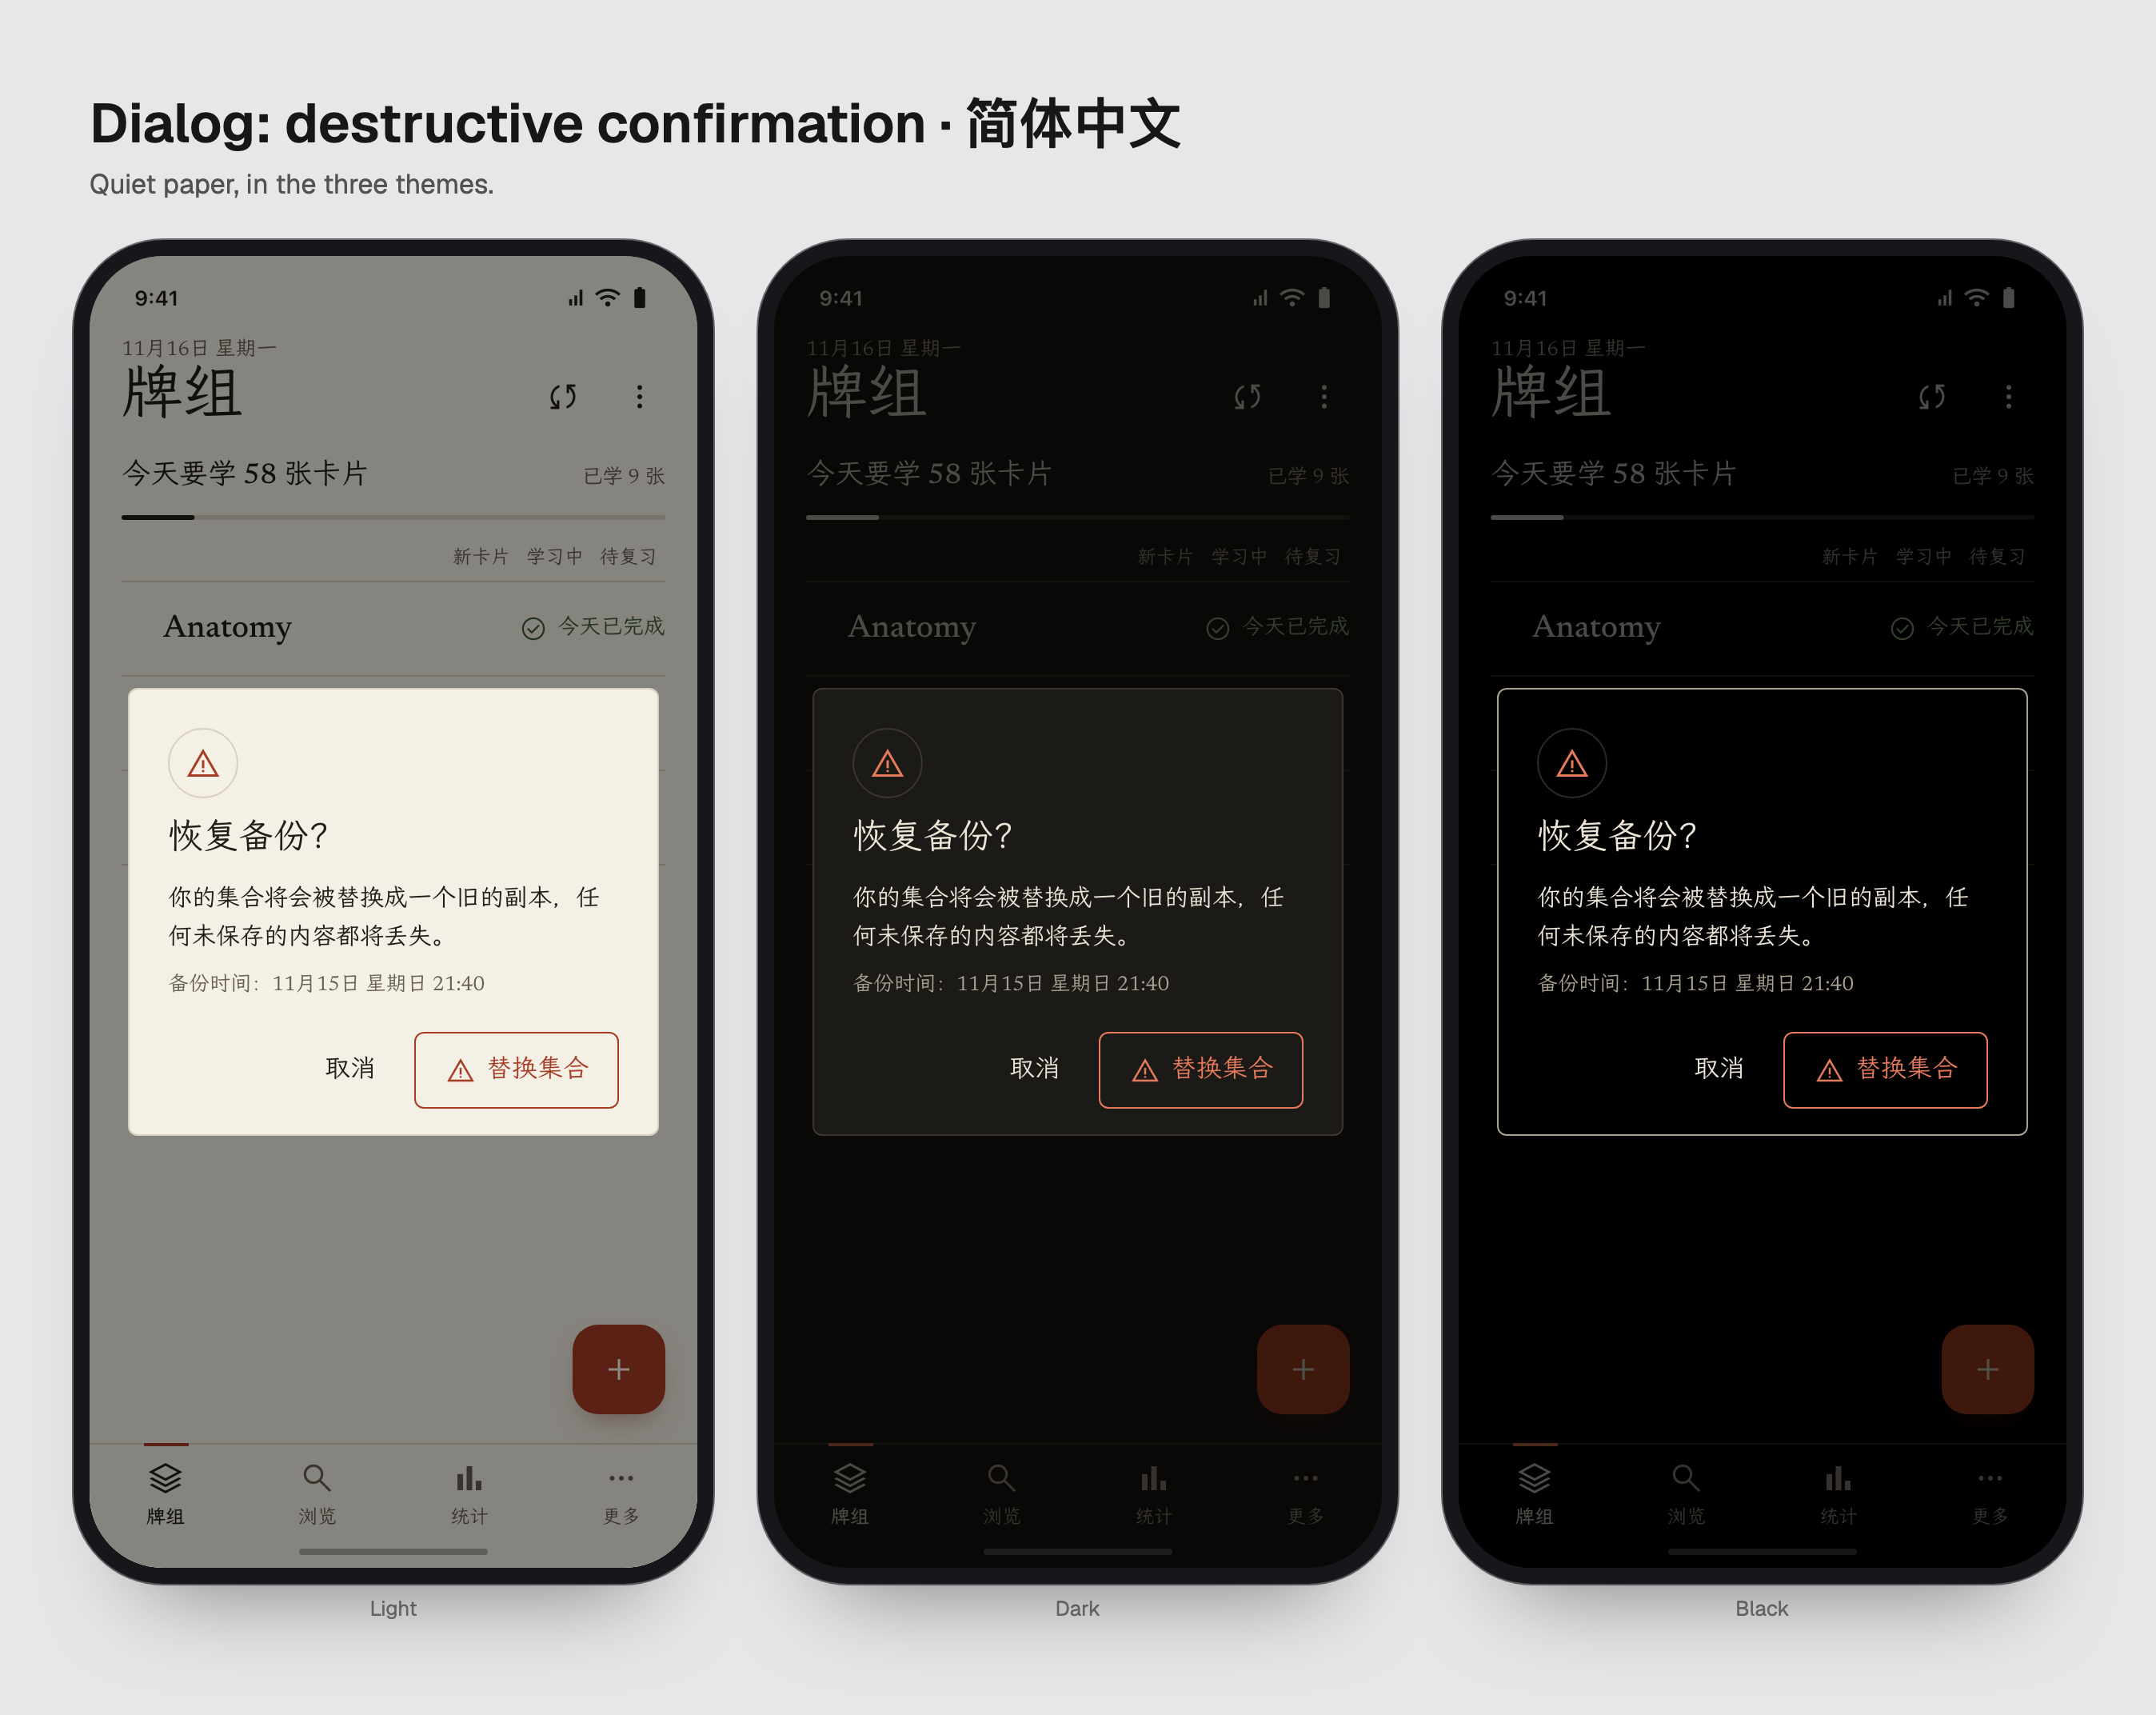 Dialog: destructive confirmation · 简体中文
Quiet paper, in the three themes.
9:41
11月16日 星期一
牌组
今天要学 58 张卡片
已学 9 张
新卡片 学习中 待复习
Anatomy
今天已完成
恢复备份？
你的集合将会被替换成一个旧的副本，任
何未保存的内容都将丢失。
备份时间：11月15日 星期日 21:40
取消
替换集合
牌组
浏览
统计
更多
Light
9:41
11月16日 星期一
牌组
今天要学 58 张卡片
已学 9 张
新卡片 学习中 待复习
Anatomy
今天已完成
恢复备份？
你的集合将会被替换成一个旧的副本，任
何未保存的内容都将丢失。
备份时间：11月15日 星期日 21:40
取消
替换集合
牌组
浏览
统计
更多
Dark
9:41
11月16日 星期一
牌组
今天要学 58 张卡片
已学 9 张
新卡片 学习中 待复习
Anatomy
今天已完成
恢复备份？
你的集合将会被替换成一个旧的副本，任
何未保存的内容都将丢失。
备份时间：11月15日 星期日 21:40
取消
替换集合
牌组
浏览
统计
更多
Black